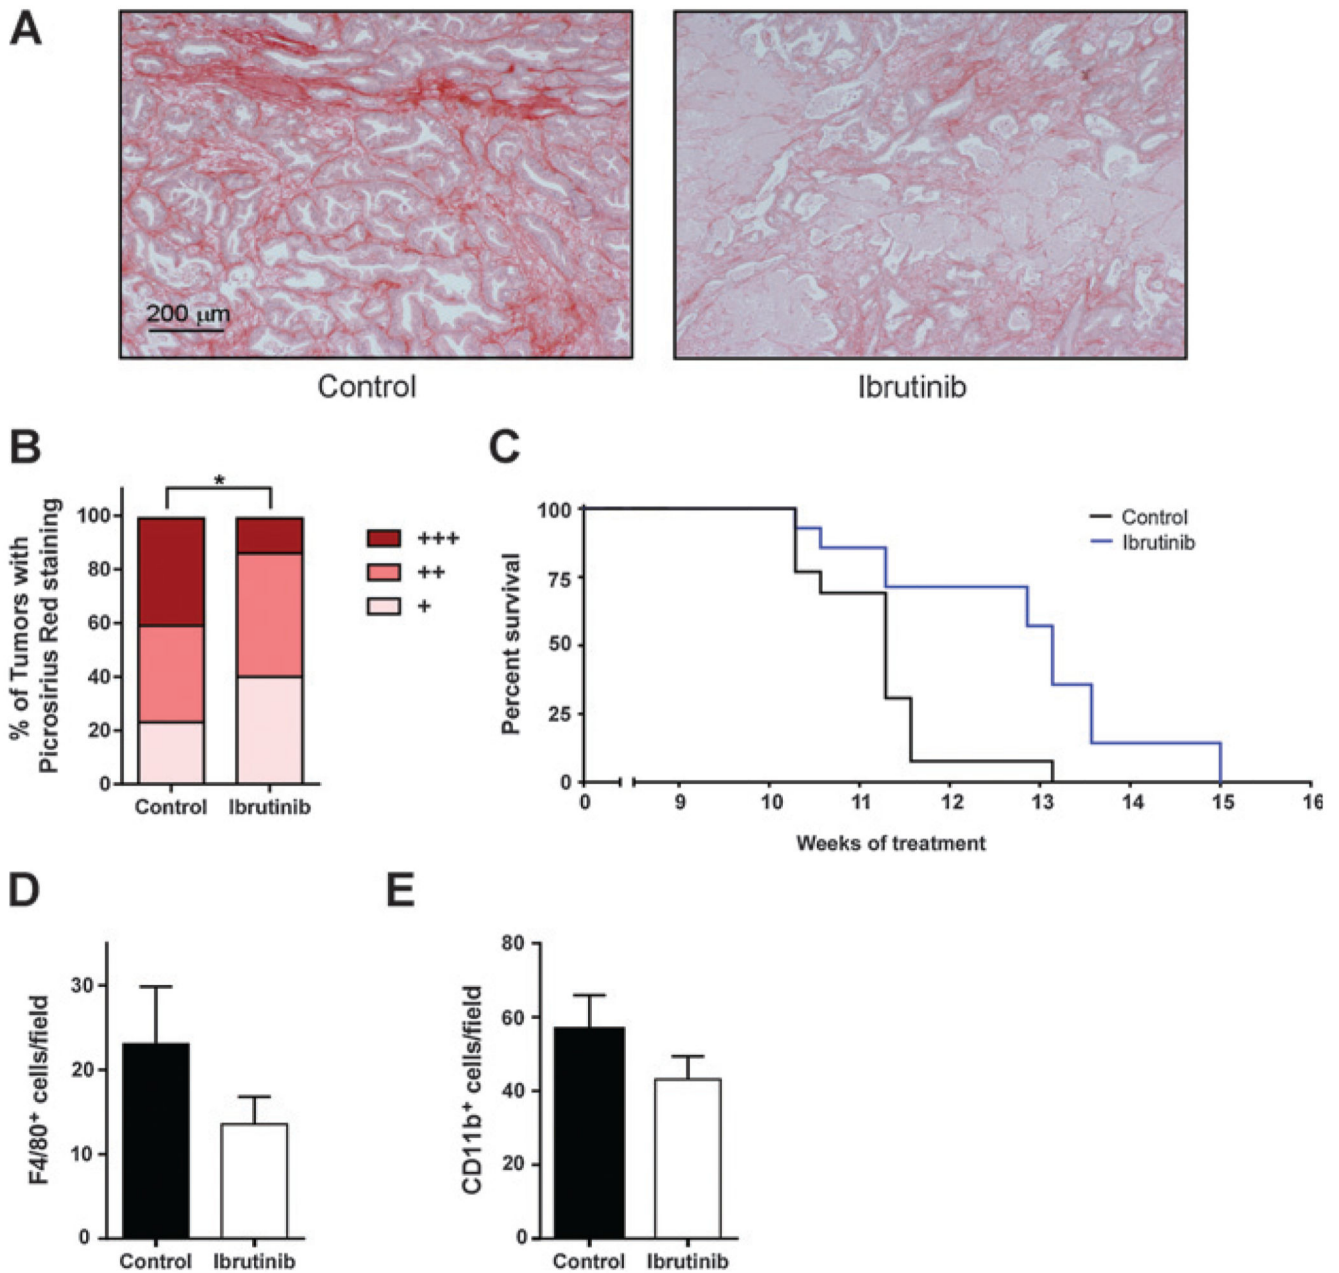 A
200 μm
Control
Ibrutinib
B
% of Tumors with
Picrosirius Red staining
100
80
60
40
20
0
*
Control
Ibrutinib
+++
++
+
C
Percent survival
100
75
50
25
0
Control
Ibrutinib
0 9 10 11 12 13 14 15 16
Weeks of treatment
D
F4/80⁺ cells/field
30
20
10
0
Control
Ibrutinib
E
CD11b⁺ cells/field
80
60
40
20
0
Control
Ibrutinib